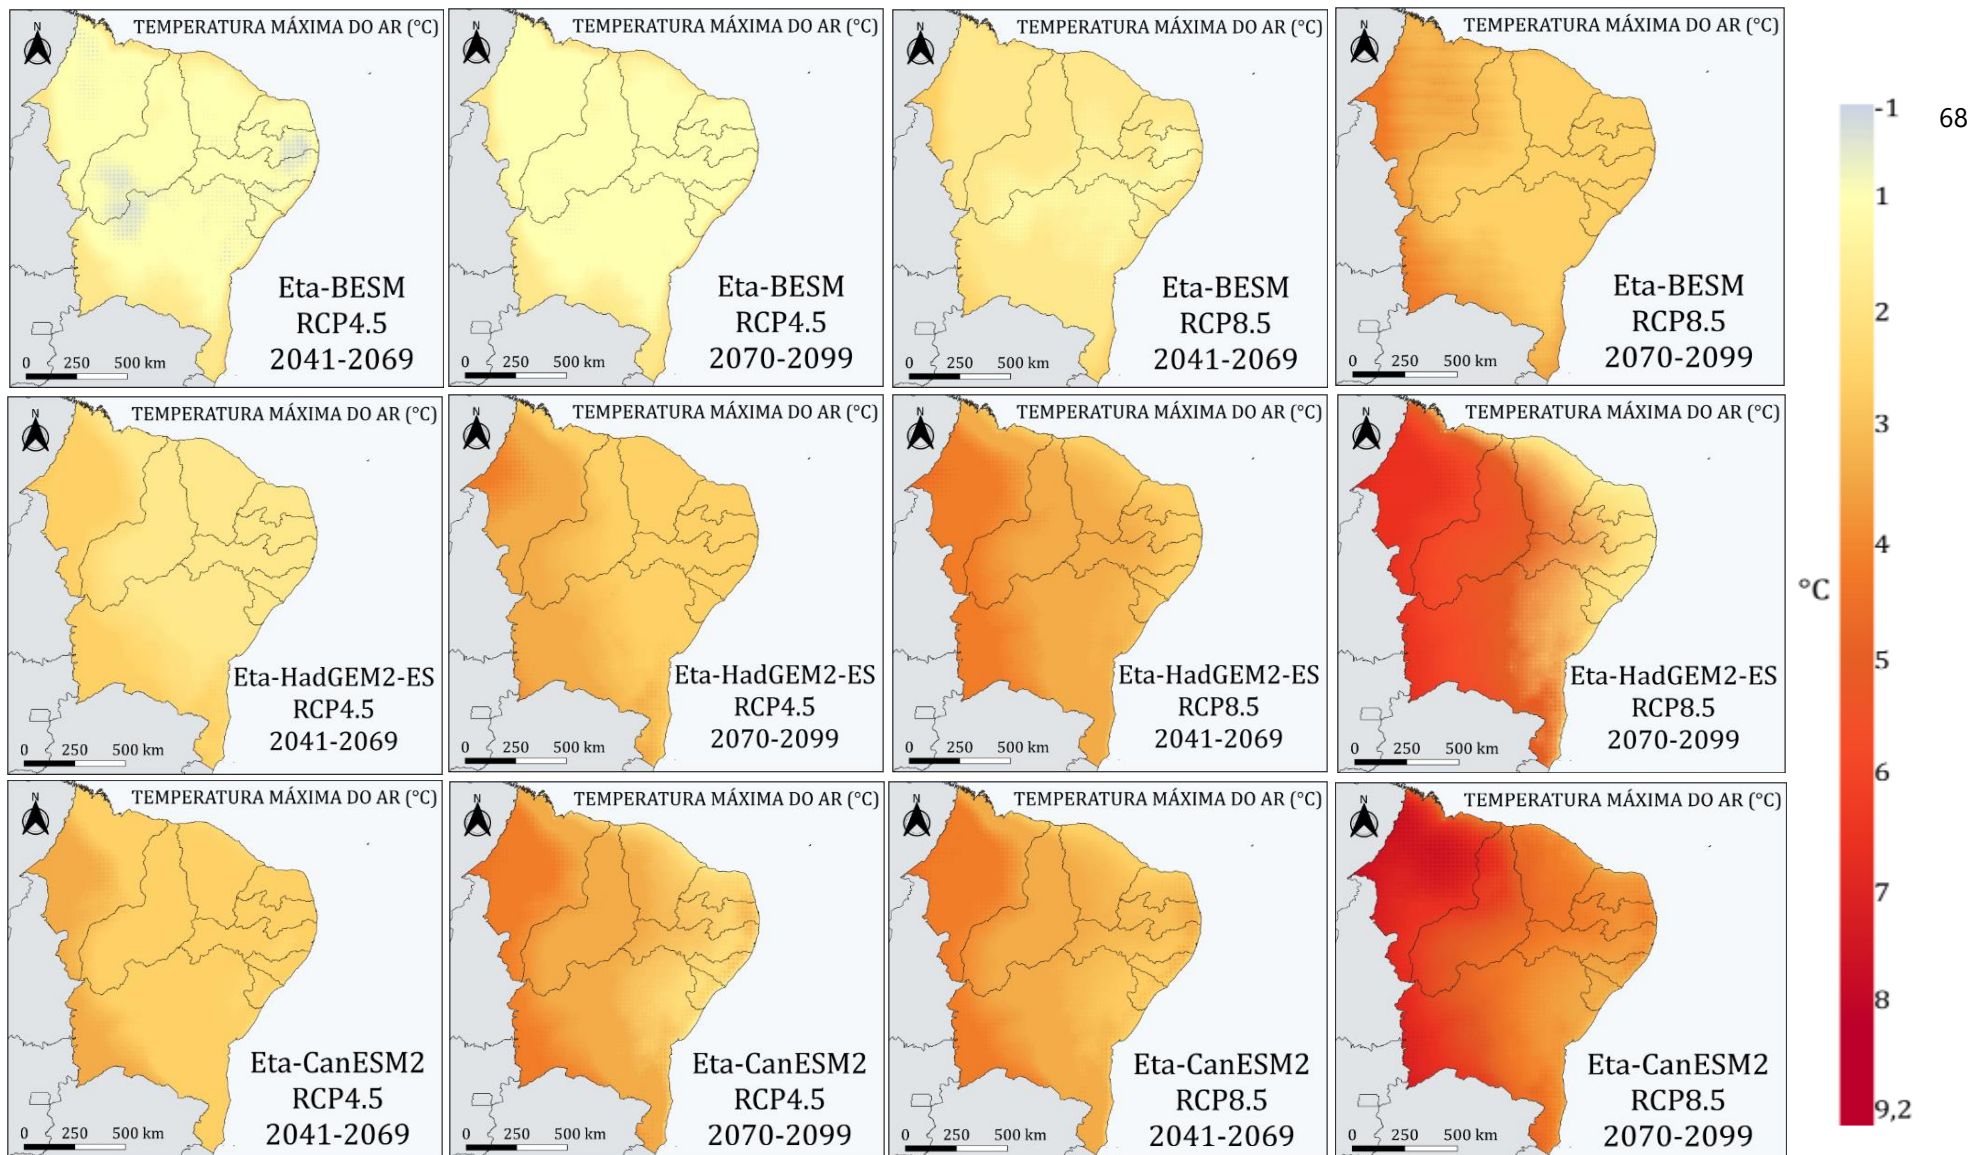 N
TEMPERATURA MÁXIMA DO AR (°C)
Eta-BESM
RCP4.5
2041-2069
0 250 500 km
N
TEMPERATURA MÁXIMA DO AR (°C)
Eta-BESM
RCP4.5
2070-2099
0 250 500 km
N
TEMPERATURA MÁXIMA DO AR (°C)
Eta-BESM
RCP8.5
2041-2069
0 250 500 km
N
TEMPERATURA MÁXIMA DO AR (°C)
Eta-BESM
RCP8.5
2070-2099
0 250 500 km
N
TEMPERATURA MÁXIMA DO AR (°C)
Eta-HadGEM2-ES
RCP4.5
2041-2069
0 250 500 km
N
TEMPERATURA MÁXIMA DO AR (°C)
Eta-HadGEM2-ES
RCP4.5
2070-2099
0 250 500 km
N
TEMPERATURA MÁXIMA DO AR (°C)
Eta-HadGEM2-ES
RCP8.5
2041-2069
0 250 500 km
N
TEMPERATURA MÁXIMA DO AR (°C)
Eta-HadGEM2-ES
RCP8.5
2070-2099
0 250 500 km
N
TEMPERATURA MÁXIMA DO AR (°C)
Eta-CanESM2
RCP4.5
2041-2069
0 250 500 km
N
TEMPERATURA MÁXIMA DO AR (°C)
Eta-CanESM2
RCP4.5
2070-2099
0 250 500 km
N
TEMPERATURA MÁXIMA DO AR (°C)
Eta-CanESM2
RCP8.5
2041-2069
0 250 500 km
N
TEMPERATURA MÁXIMA DO AR (°C)
Eta-CanESM2
RCP8.5
2070-2099
0 250 500 km
°C
-1
1
2
3
4
5
6
7
8
9,2
68